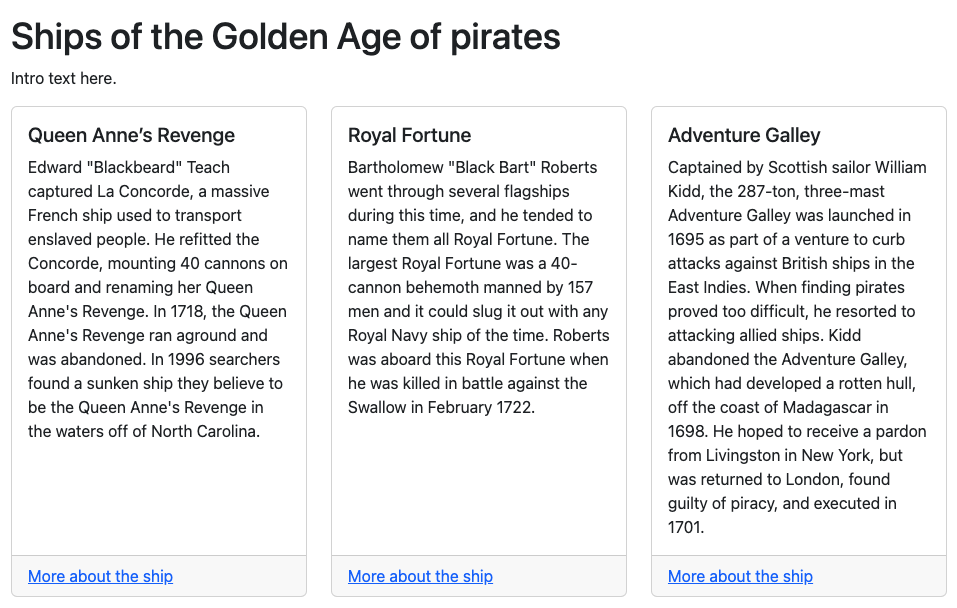 Ships of the Golden Age of pirates
Intro text here.
Queen Anne’s Revenge
Edward "Blackbeard" Teach
captured La Concorde, a massive
French ship used to transport
enslaved people. He refitted the
Concorde, mounting 40 cannons on
board and renaming her Queen
Anne's Revenge. In 1718, the Queen
Anne's Revenge ran aground and
was abandoned. In 1996 searchers
found a sunken ship they believe to
be the Queen Anne's Revenge in
the waters off of North Carolina.
More about the ship
Royal Fortune
Bartholomew "Black Bart" Roberts
went through several flagships
during this time, and he tended to
name them all Royal Fortune. The
largest Royal Fortune was a 40-
cannon behemoth manned by 157
men and it could slug it out with any
Royal Navy ship of the time. Roberts
was aboard this Royal Fortune when
he was killed in battle against the
Swallow in February 1722.
More about the ship
Adventure Galley
Captained by Scottish sailor William
Kidd, the 287-ton, three-mast
Adventure Galley was launched in
1695 as part of a venture to curb
attacks against British ships in the
East Indies. When finding pirates
proved too difficult, he resorted to
attacking allied ships. Kidd
abandoned the Adventure Galley,
which had developed a rotten hull,
off the coast of Madagascar in
1698. He hoped to receive a pardon
from Livingston in New York, but
was returned to London, found
guilty of piracy, and executed in
1701.
More about the ship